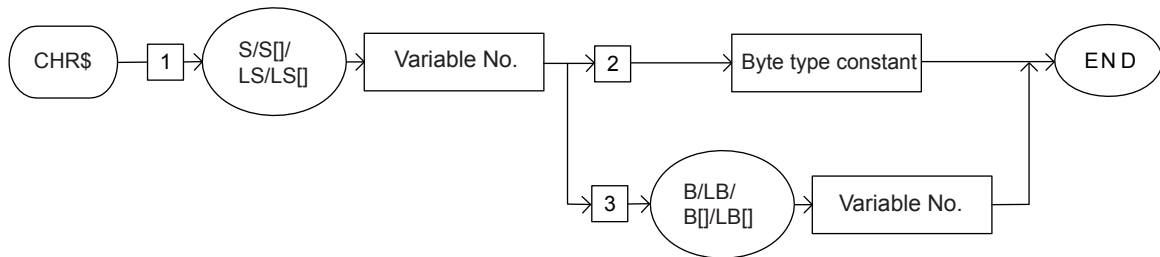 CHR$
1
S/S[]/
LS/LS[]
Variable No.
2
Byte type constant
END
3
B/LB/
B[]/LB[]
Variable No.